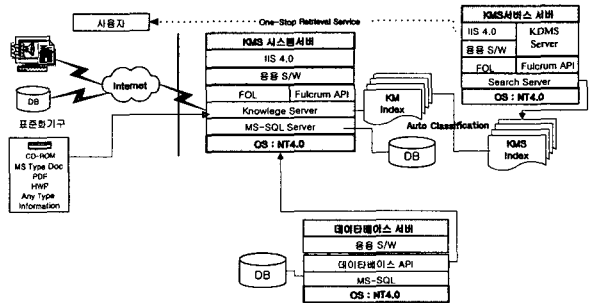 사용자
One-Stop Retrieval Service
KMS서비스 서버
IIS 4.0
KDMS
Server
응용 S/W
FOL
Fulcrum API
Search Server
OS : NT4.0
KMS 시스템서버
IIS 4.0
응용 S/W
FOL
Fulcrum API
Knowlege Server
MS-SQL Server
OS : NT4.0
Internet
DB
표준화기구
KM
Index
Auto Classification
DB
KMS
Index
CD-ROM
MS Type Doc
PDF
HWP
Any Type
Information
데이타베이스 서버
응용 S/W
데이타베이스 API
MS-SQL
OS : NT4.0
DB